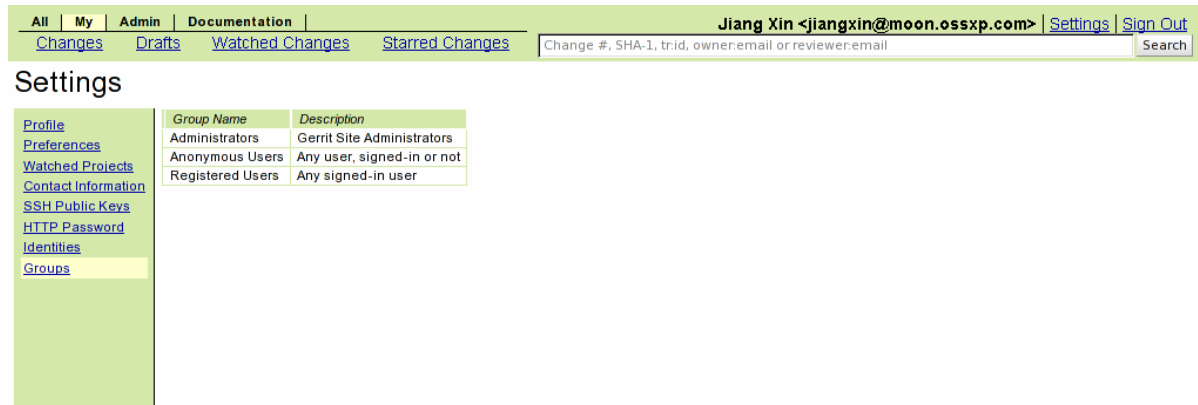 All | My | Admin | Documentation |
Jiang Xin <jiangxin@moon.ossxp.com> | Settings | Sign Out
Changes Drafts Watched Changes Starred Changes
Change #, SHA-1, tr:id, owner:email or reviewer:email Search
Settings
Profile
Preferences
Watched Projects
Contact Information
SSH Public Keys
HTTP Password
Identities
Groups
Group Name Description
Administrators Gerrit Site Administrators
Anonymous Users Any user, signed-in or not
Registered Users Any signed-in user